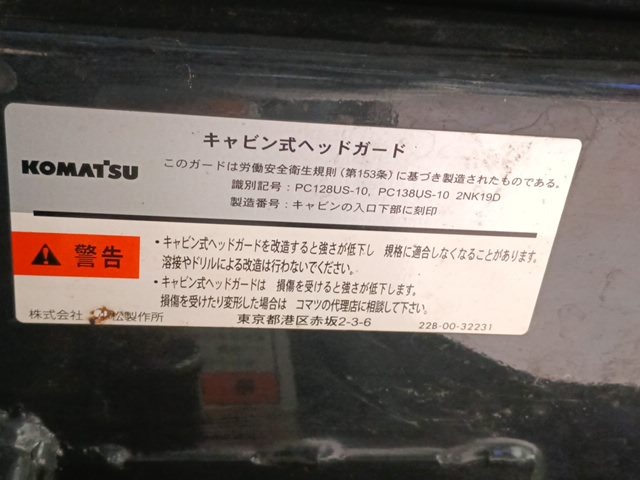 キャビン式ヘッドガード
KOMATSU
このガードは労働安全衛生規則(第153条)に基づき製造されたものである。
識別記号:PC128US-10, PC138US-10 2NK19D
製造番号:キャビンの入口下部に刻印
警告
・キャビン式ヘッドガードを改造すると強さが低下し 規格に適合しなくなることがあります。
溶接やドリルによる改造は行わないでください。
・キャビン式ヘッドガードは 損傷を受けると強さが低下します。
損傷を受けたり変形した場合は コマツの代理店に相談して下さい。
株式会社 松製作所
東京都港区赤坂2-3-6
22B-00-32231